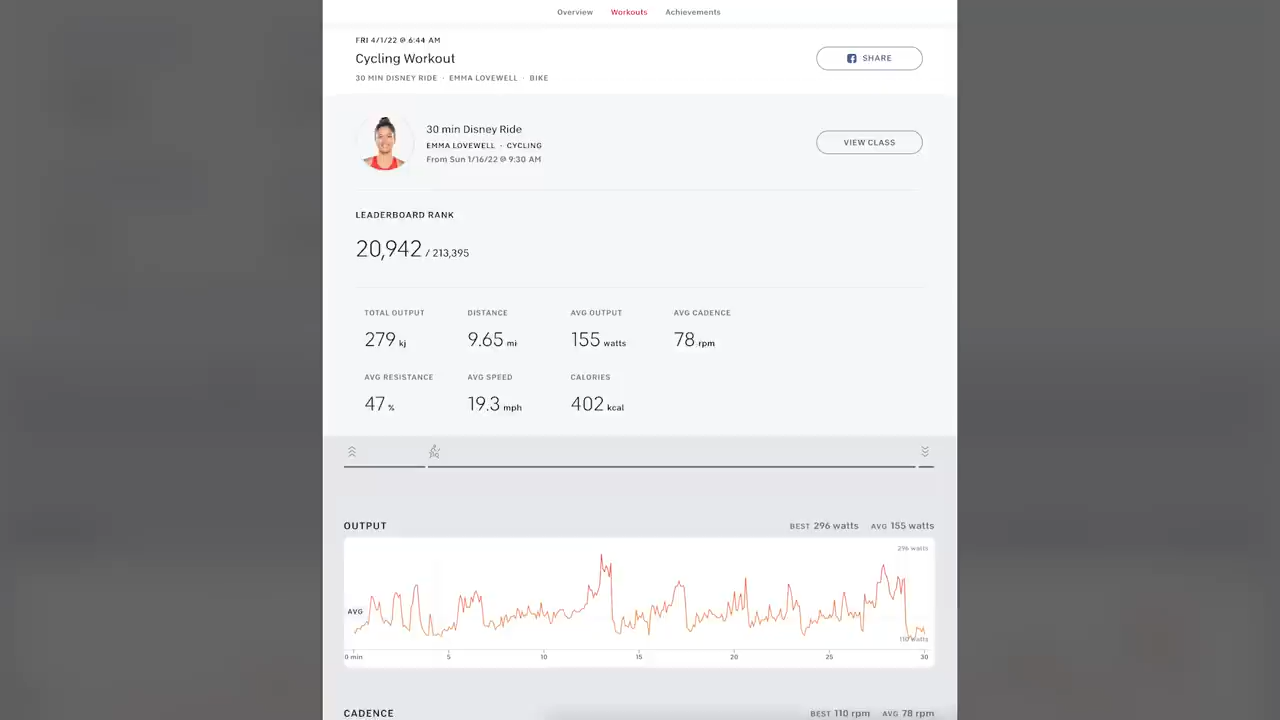 Overview Workouts Achievements
FRI 4/1/22 @ 6:44 AM
Cycling Workout
30 MIN DISNEY RIDE · EMMA LOVEWELL · BIKE
SHARE
30 min Disney Ride
EMMA LOVEWELL · CYCLING
From Sun 1/16/22 @ 9:30 AM
VIEW CLASS
LEADERBOARD RANK
20,942 / 213,395
TOTAL OUTPUT DISTANCE AVG OUTPUT AVG CADENCE
279 kj 9.65 mi 155 watts 78 rpm
AVG RESISTANCE AVG SPEED CALORIES
47 % 19.3 mph 402 kcal
OUTPUT BEST 296 watts AVG 155 watts
296 watts
AVG
110 watts
0 min 5 10 15 20 25 30
CADENCE BEST 110 rpm AVG 78 rpm